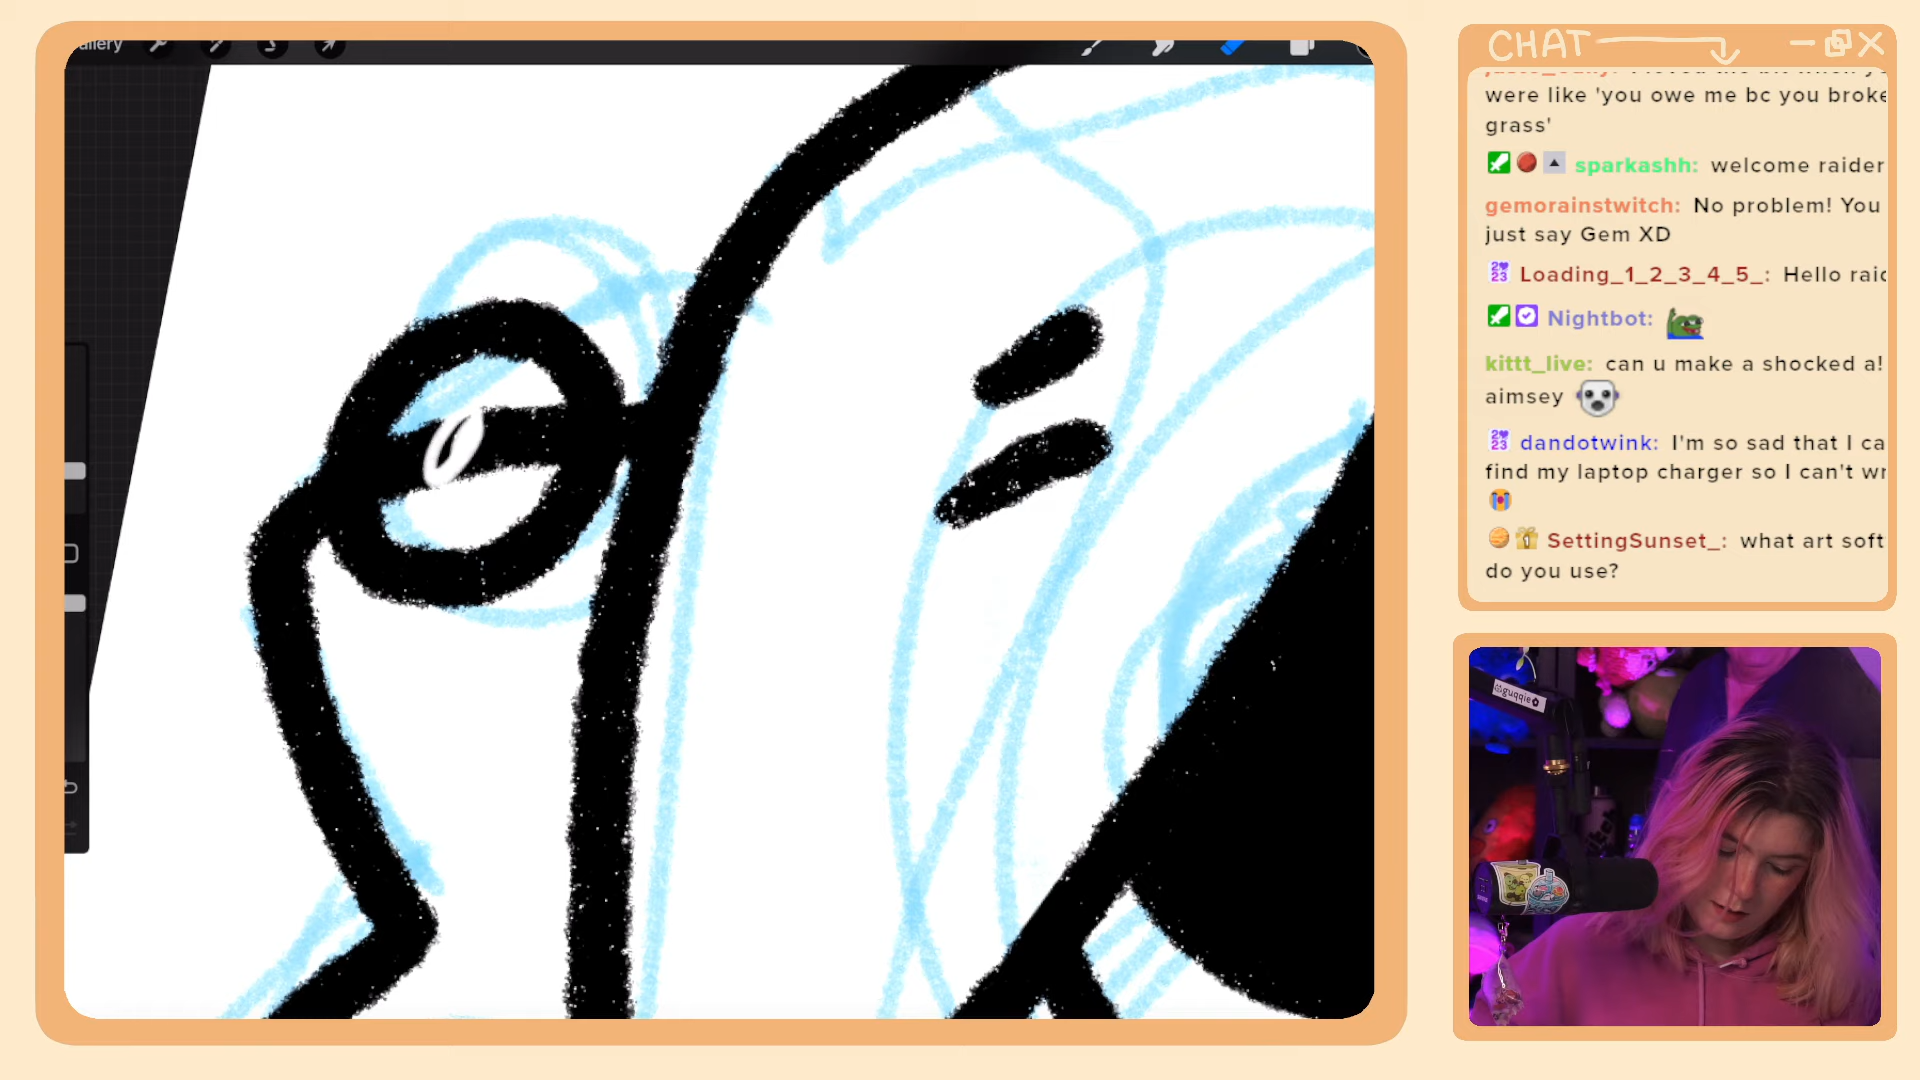 allery
CHAT
were like 'you owe me bc you broke
grass'
sparkashh: welcome raider
gemorainstwitch: No problem! You
just say Gem XD
Loading_1_2_3_4_5_: Hello raid
Nightbot:
kittt_live: can u make a shocked a!
aimsey
dandotwink: I'm so sad that I ca
find my laptop charger so I can't wr
SettingSunset_: what art soft
do you use?
guqqie